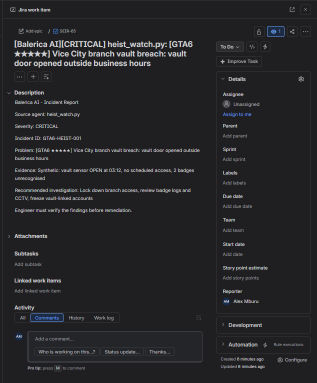 Jira work item
Add epic / SCRB-65
[Balerica AI][CRITICAL] heist_watch.py: [GTA6
★★★★★] Vice City branch vault breach: vault
door opened outside business hours
Description
Balerica AI - Incident Report
Source agent: heist_watch.py
Severity: CRITICAL
Incident ID: GTA6-HEIST-001
Problem: [GTA6 ★★★★★] Vice City branch vault breach: vault door opened outside
business hours
Evidence: Synthetic: vault sensor OPEN at 03:12, no scheduled access, 2 badges
unrecognised
Recommended investigation: Lock down branch access, review badge logs and
CCTV, freeze vault-linked accounts
Engineer must verify the findings before remediation.
Attachments
Subtasks
Add subtask
Linked work items
Add linked work item
Activity
All
Comments
History
Work log
Add a comment...
Who is working on this...?
Status update...
Thanks...
Pro tip: press M to comment
1
To Do
Improve Task
Details
Assignee
Unassigned
Assign to me
Parent
Add parent
Sprint
Add sprint
Labels
Add labels
Due date
Add due date
Team
Add team
Start date
Add date
Story point estimate
Add story points
Reporter
AM Alex Mburu
Development
Automation
Rule executions
Created 6 minutes ago
Updated 6 minutes ago
Configure